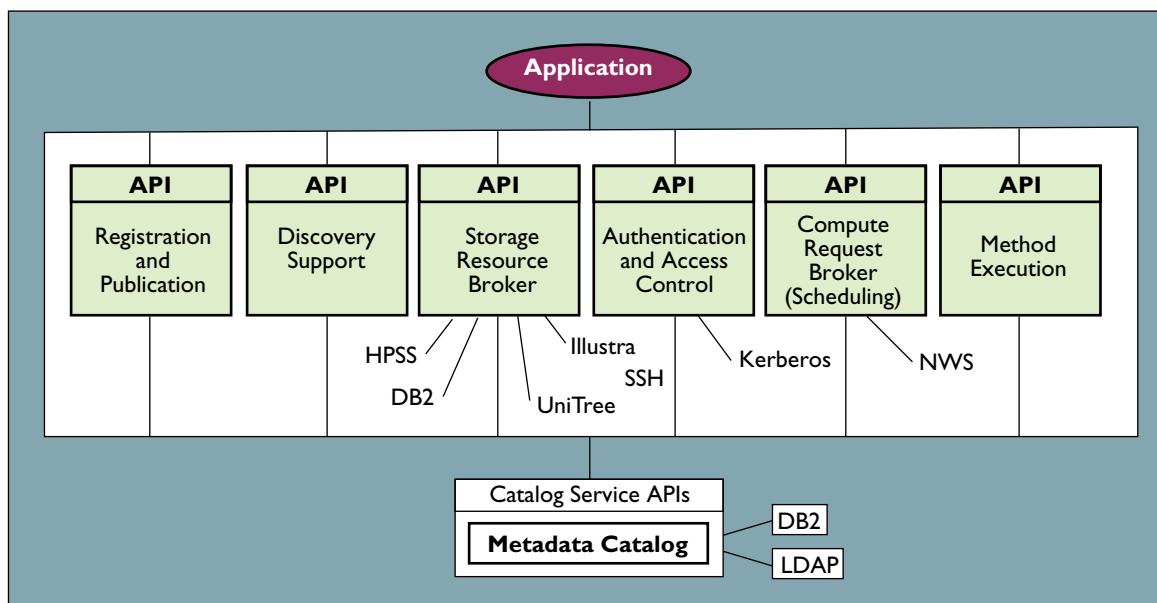 Application
API
Registration
and
Publication
API
Discovery
Support
API
Storage
Resource
Broker
API
Authentication
and Access
Control
API
Compute
Request
Broker
(Scheduling)
API
Method
Execution
HPSS
DB2
UniTree
Illustra
SSH
Kerberos
NWS
Catalog Service APIs
Metadata Catalog
DB2
LDAP